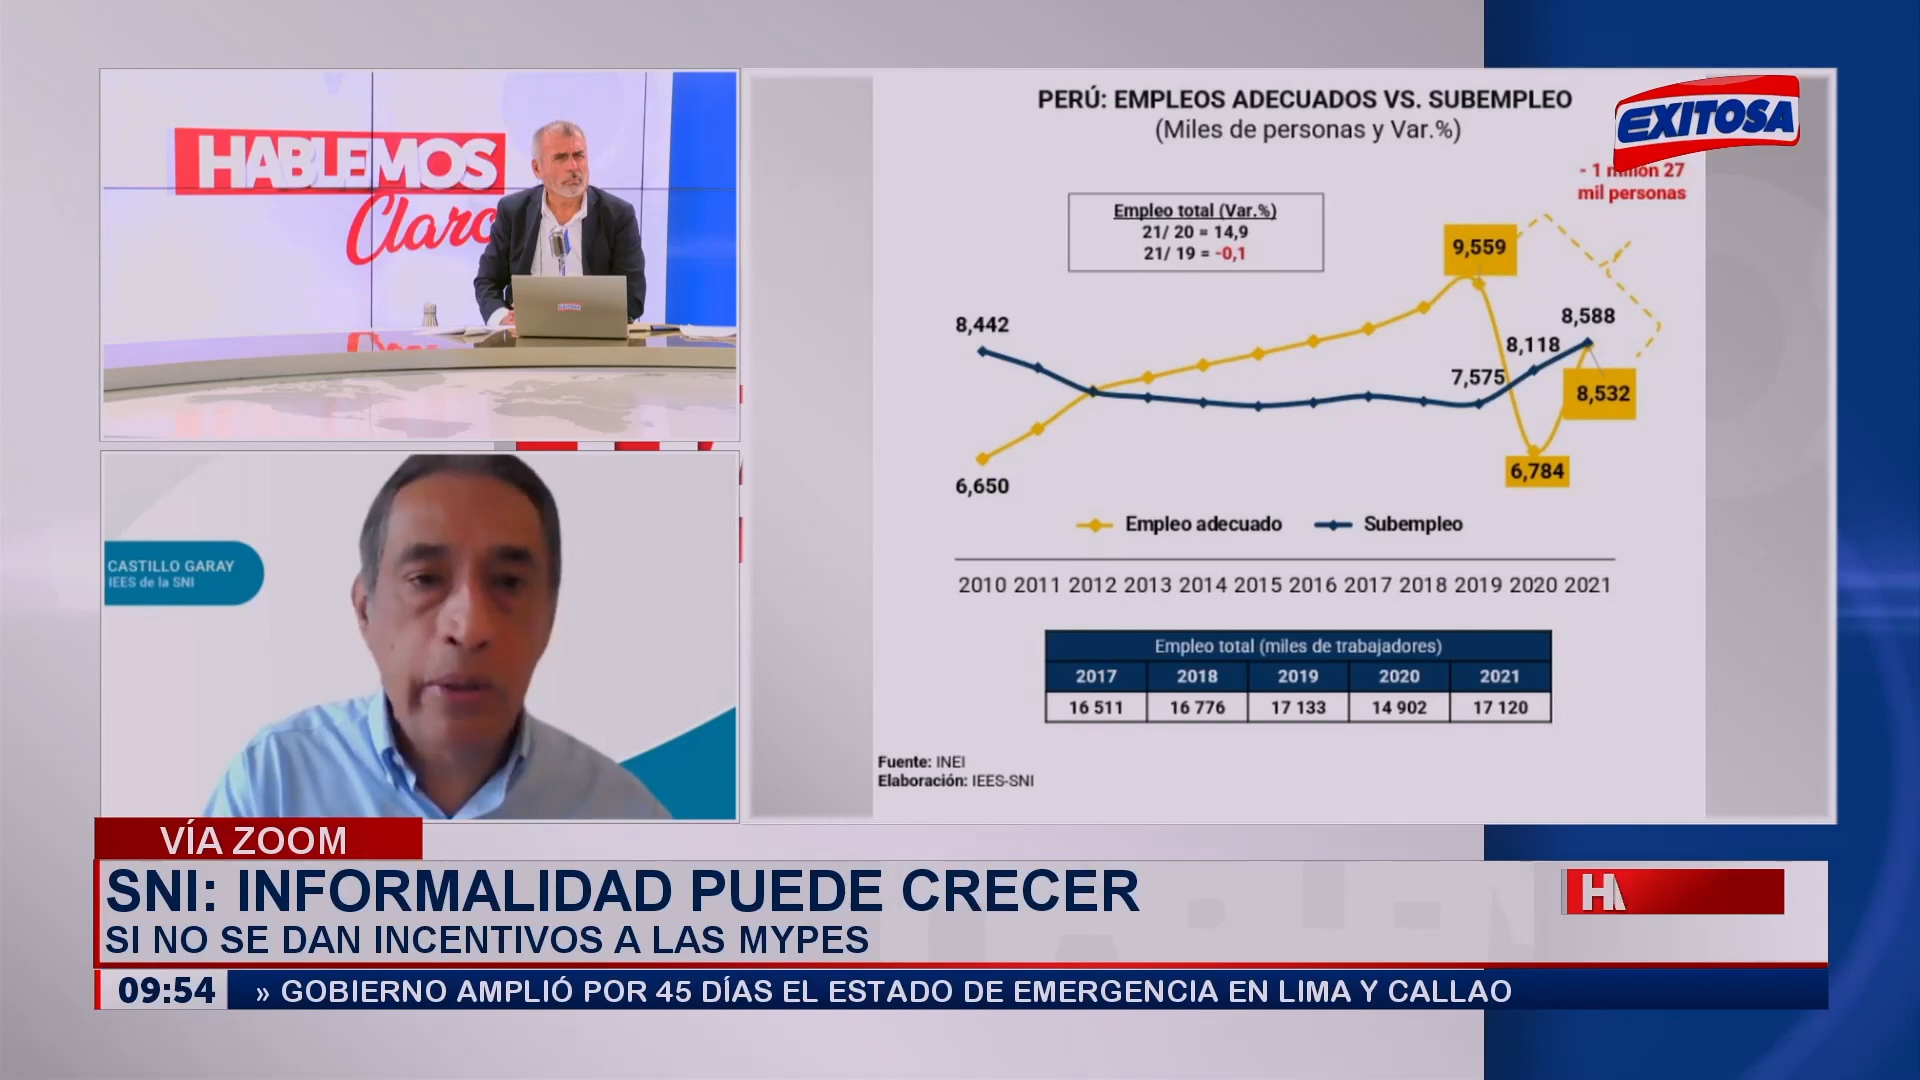 HABLEMOS
Claro
EXITOSA
CASTILLO GARAY
IEES de la SNI
PERÚ: EMPLEOS ADECUADOS VS. SUBEMPLEO
(Miles de personas y Var.%)
EXITOSA
- 1 millón 27
mil personas
Empleo total (Var.%)
21/ 20 = 14,9
21/ 19 = -0,1
9,559
8,442
8,588
8,118
7,575
8,532
6,784
6,650
Empleo adecuado Subempleo
2010 2011 2012 2013 2014 2015 2016 2017 2018 2019 2020 2021
Empleo total (miles de trabajadores)
2017 2018 2019 2020 2021
16 511 16 776 17 133 14 902 17 120
Fuente: INEI
Elaboración: IEES-SNI
VÍA ZOOM
SNI: INFORMALIDAD PUEDE CRECER
SI NO SE DAN INCENTIVOS A LAS MYPES
09:54 » GOBIERNO AMPLIÓ POR 45 DÍAS EL ESTADO DE EMERGENCIA EN LIMA Y CALLAO